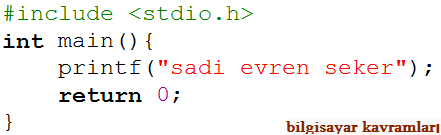 #include <stdio.h>
int main(){
    printf("sadi evren seker");
    return 0;
}
bilgisayar kavramları